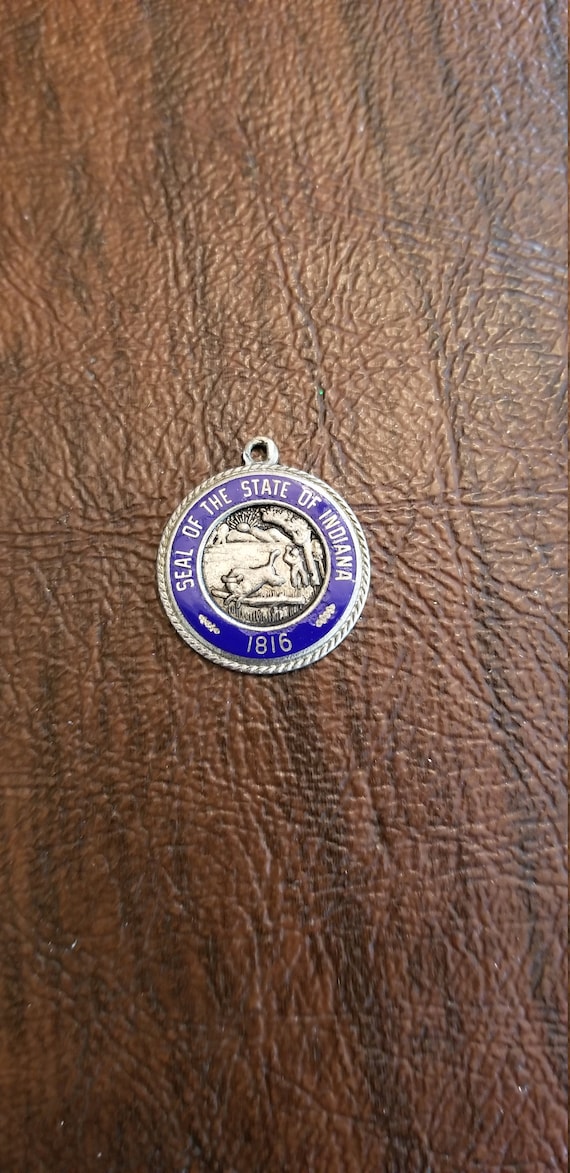 SEAL OF THE STATE OF INDIANA
1816